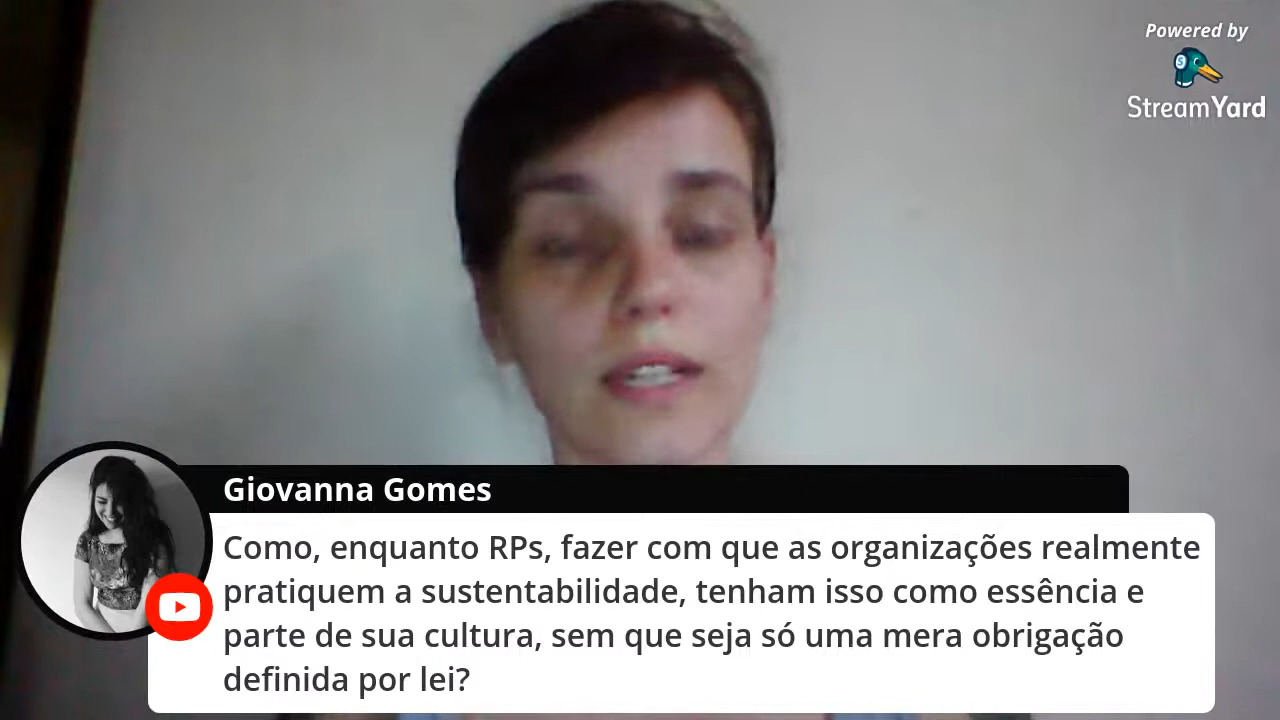 Powered by
StreamYard
Giovanna Gomes
Como, enquanto RPs, fazer com que as organizações realmente
pratiquem a sustentabilidade, tenham isso como essência e
parte de sua cultura, sem que seja só uma mera obrigação
definida por lei?